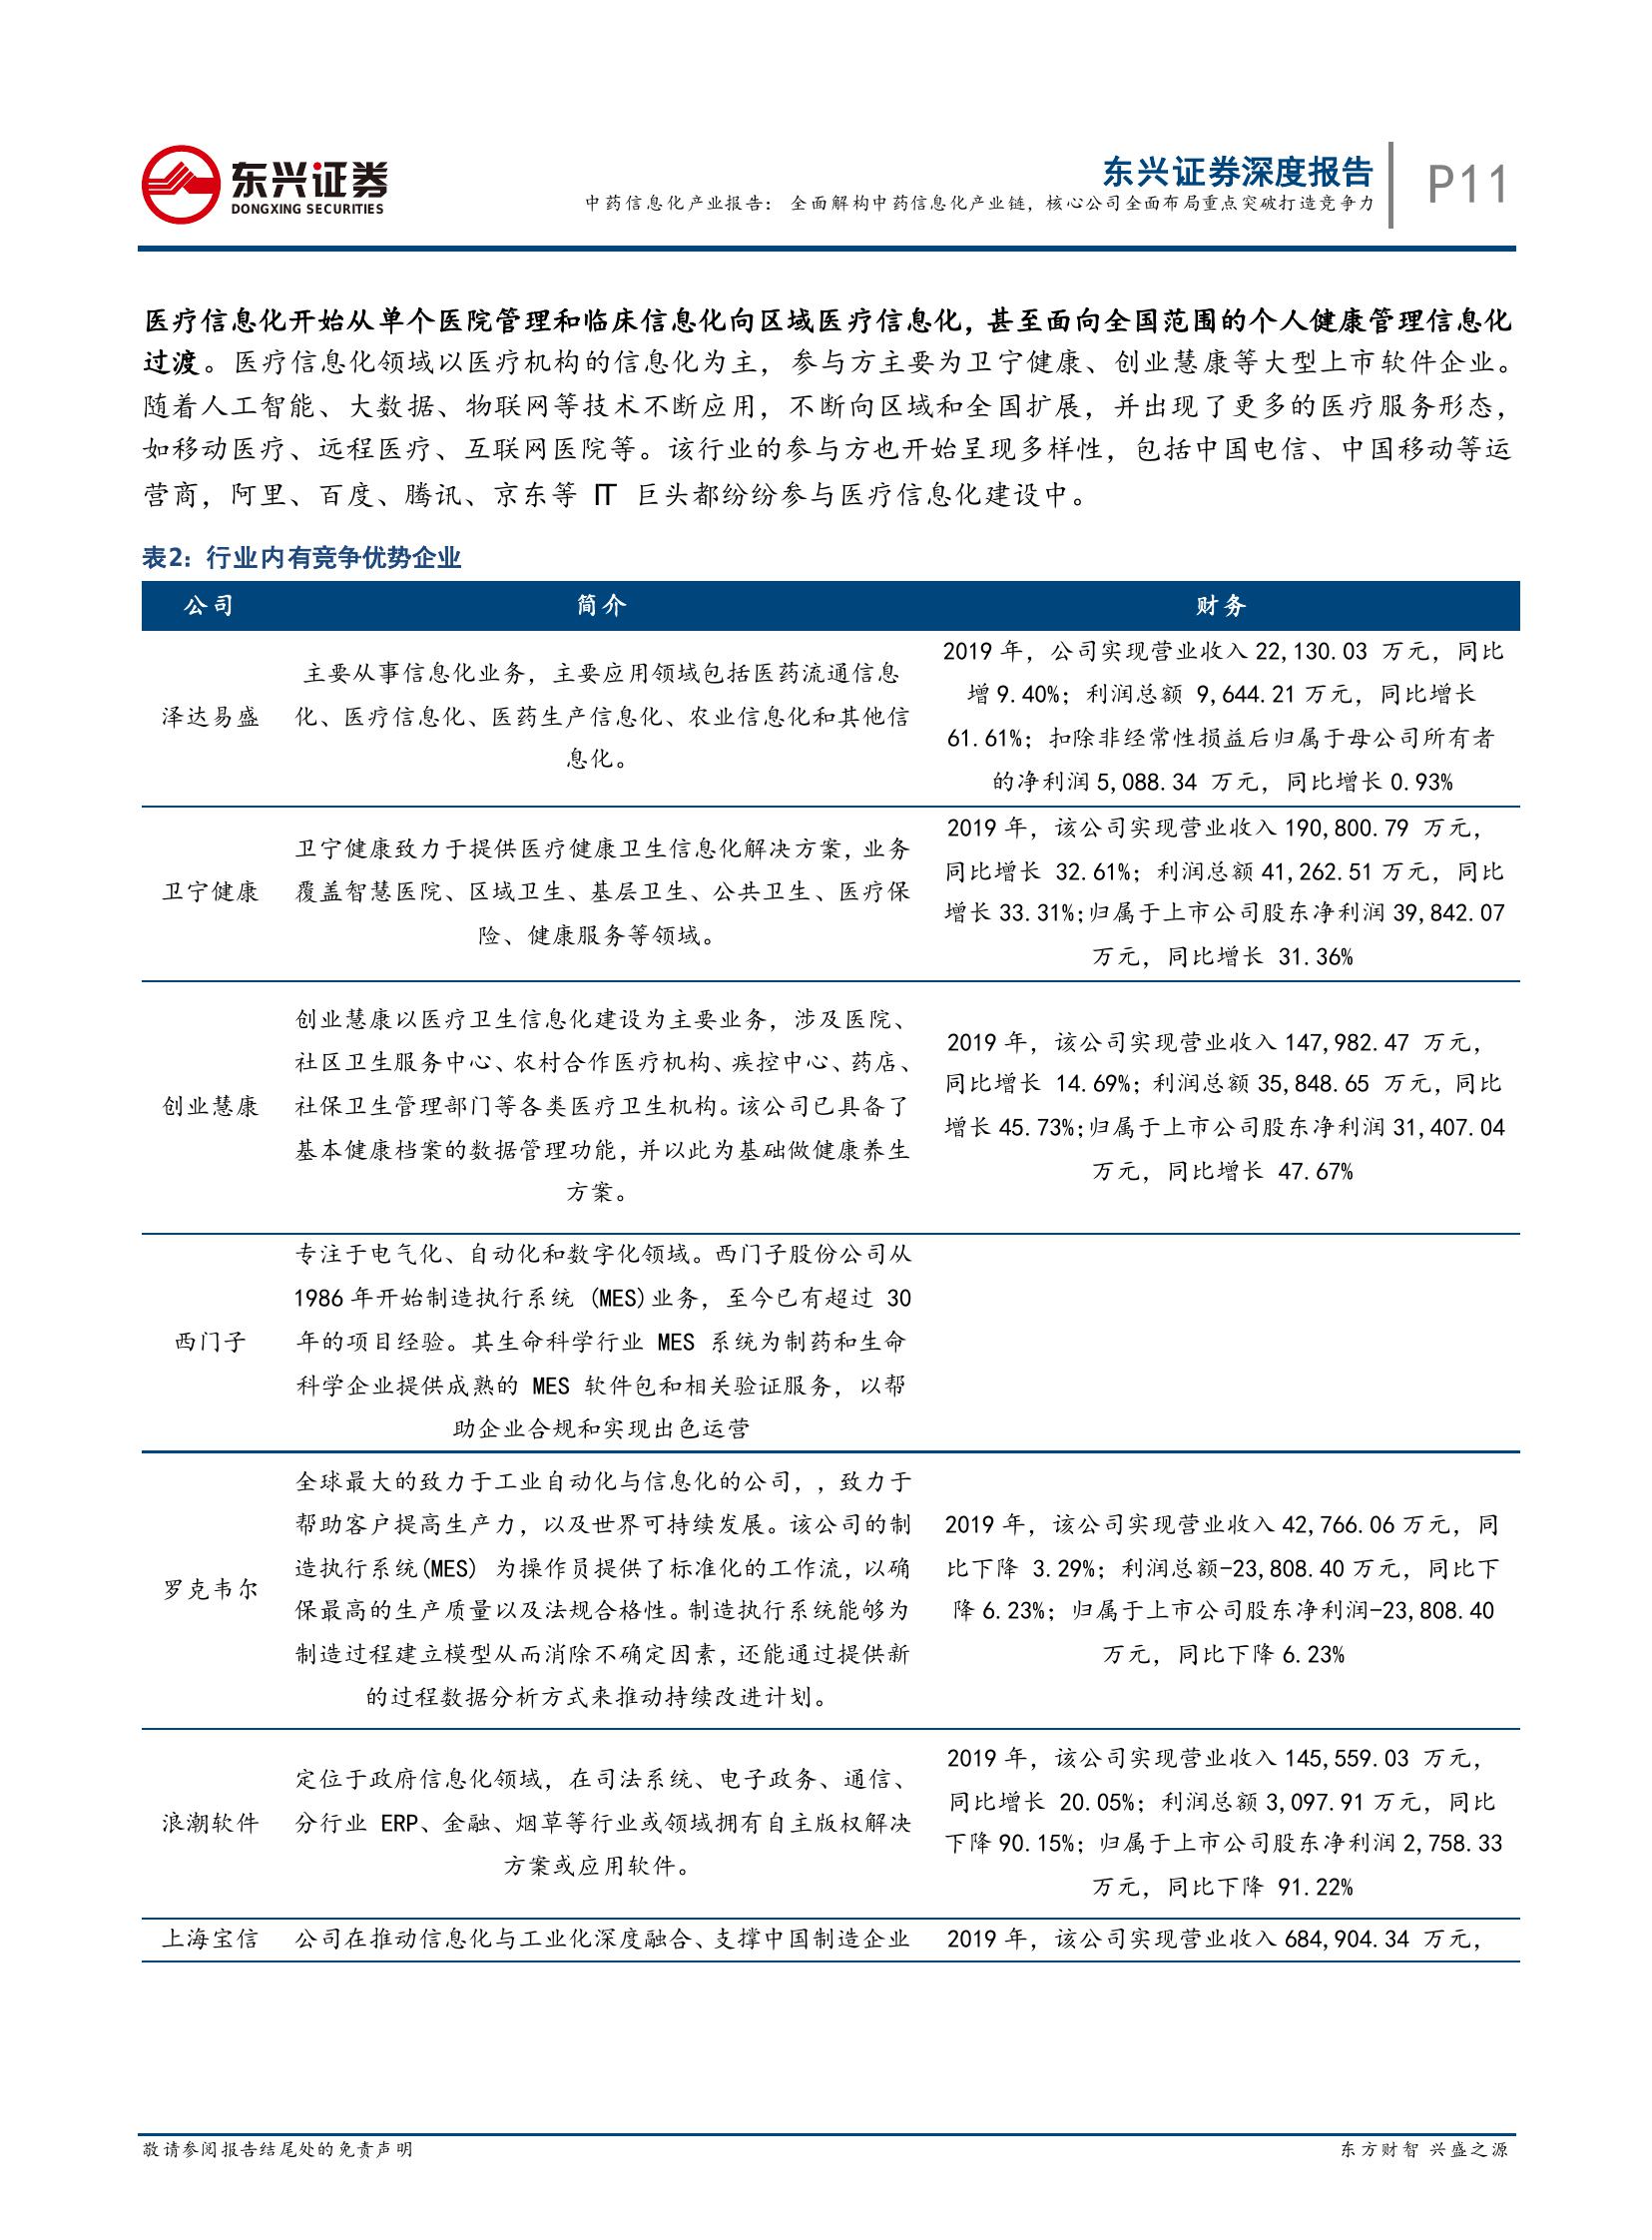 东兴证券
DONGXING SECURITIES
东兴证券深度报告
中药信息化产业报告： 全面解构中药信息化产业链，核心公司全面布局重点突破打造竞争力
P11
医疗信息化开始从单个医院管理和临床信息化向区域医疗信息化，甚至面向全国范围的个人健康管理信息化
过渡。医疗信息化领域以医疗机构的信息化为主，参与方主要为卫宁健康、创业慧康等大型上市软件企业。
随着人工智能、大数据、物联网等技术不断应用，不断向区域和全国扩展，并出现了更多的医疗服务形态，
如移动医疗、远程医疗、互联网医院等。该行业的参与方也开始呈现多样性，包括中国电信、中国移动等运
营商，阿里、百度、腾讯、京东等 IT 巨头都纷纷参与医疗信息化建设中。
表2：行业内有竞争优势企业
公司 简介 财务
泽达易盛
主要从事信息化业务，主要应用领域包括医药流通信息
化、医疗信息化、医药生产信息化、农业信息化和其他信
息化。
2019 年，公司实现营业收入 22,130.03 万元，同比
增 9.40%；利润总额 9,644.21 万元，同比增长
61.61%；扣除非经常性损益后归属于母公司所有者
的净利润 5,088.34 万元，同比增长 0.93%
卫宁健康
卫宁健康致力于提供医疗健康卫生信息化解决方案，业务
覆盖智慧医院、区域卫生、基层卫生、公共卫生、医疗保
险、健康服务等领域。
2019 年，该公司实现营业收入 190,800.79 万元，
同比增长 32.61%；利润总额 41,262.51 万元，同比
增长 33.31%；归属于上市公司股东净利润 39,842.07
万元，同比增长 31.36%
创业慧康
创业慧康以医疗卫生信息化建设为主要业务，涉及医院、
社区卫生服务中心、农村合作医疗机构、疾控中心、药店、
社保卫生管理部门等各类医疗卫生机构。该公司已具备了
基本健康档案的数据管理功能，并以此为基础做健康养生
方案。
2019 年，该公司实现营业收入 147,982.47 万元，
同比增长 14.69%；利润总额 35,848.65 万元，同比
增长 45.73%；归属于上市公司股东净利润 31,407.04
万元，同比增长 47.67%
西门子
专注于电气化、自动化和数字化领域。西门子股份公司从
1986 年开始制造执行系统 (MES)业务，至今已有超过 30
年的项目经验。其生命科学行业 MES 系统为制药和生命
科学企业提供成熟的 MES 软件包和相关验证服务，以帮
助企业合规和实现出色运营
罗克韦尔
全球最大的致力于工业自动化与信息化的公司，，致力于
帮助客户提高生产力，以及世界可持续发展。该公司的制
造执行系统(MES) 为操作员提供了标准化的工作流，以确
保最高的生产质量以及法规合格性。制造执行系统能够为
制造过程建立模型从而消除不确定因素，还能通过提供新
的过程数据分析方式来推动持续改进计划。
2019 年，该公司实现营业收入 42,766.06 万元，同
比下降 3.29%；利润总额-23,808.40 万元，同比下
降 6.23%；归属于上市公司股东净利润-23,808.40
万元，同比下降 6.23%
浪潮软件
定位于政府信息化领域，在司法系统、电子政务、通信、
分行业 ERP、金融、烟草等行业或领域拥有自主版权解决
方案或应用软件。
2019 年，该公司实现营业收入 145,559.03 万元，
同比增长 20.05%；利润总额 3,097.91 万元，同比
下降 90.15%；归属于上市公司股东净利润 2,758.33
万元，同比下降 91.22%
上海宝信 公司在推动信息化与工业化深度融合、支撑中国制造企业 2019 年，该公司实现营业收入 684,904.34 万元，
敬请参阅报告结尾处的免责声明
东方财智 兴盛之源